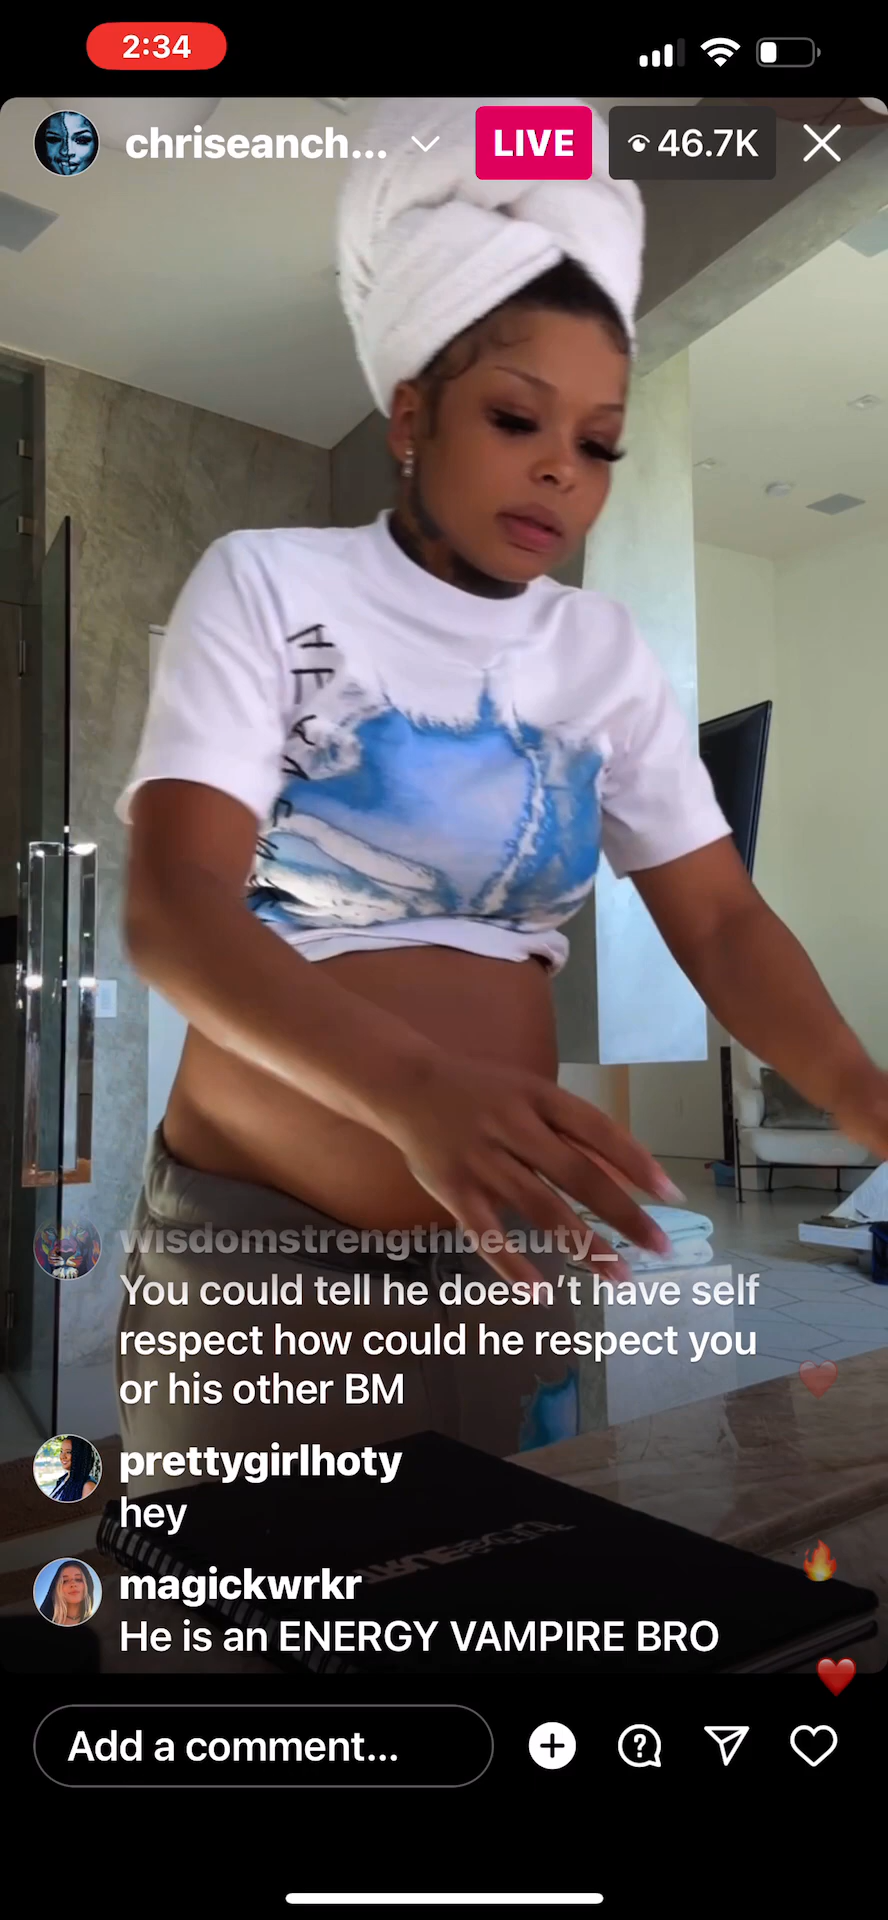 2:34
chriseanch...
LIVE
46.7K
wisdomstrengthbeauty_
You could tell he doesn't have self
respect how could he respect you
or his other BM
prettygirlhoty
hey
magickwrkr
He is an ENERGY VAMPIRE BRO
Add a comment...